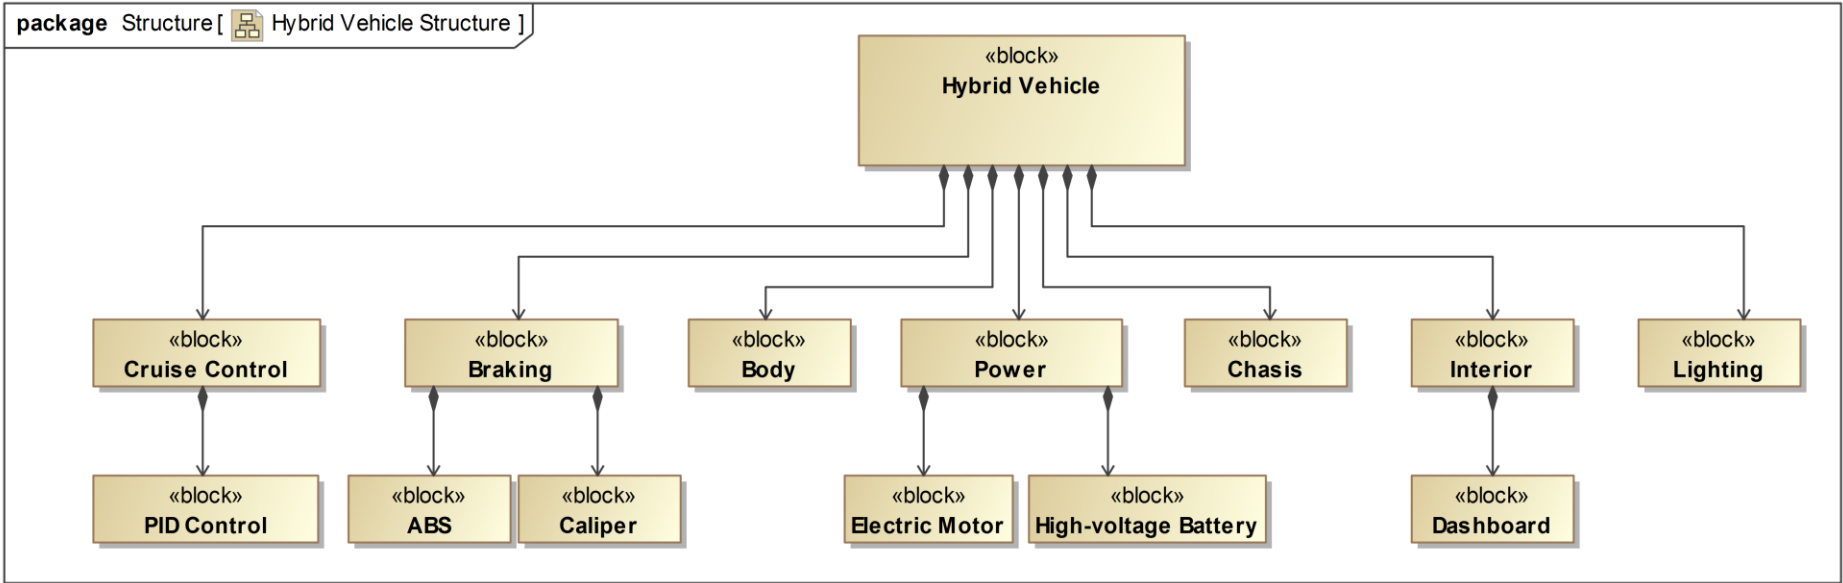 package Structure [ Hybrid Vehicle Structure ]
«block»
Hybrid Vehicle
«block»
Cruise Control
«block»
Braking
«block»
Body
«block»
Power
«block»
Chasis
«block»
Interior
«block»
Lighting
«block»
PID Control
«block»
ABS
«block»
Caliper
«block»
Electric Motor
«block»
High-voltage Battery
«block»
Dashboard